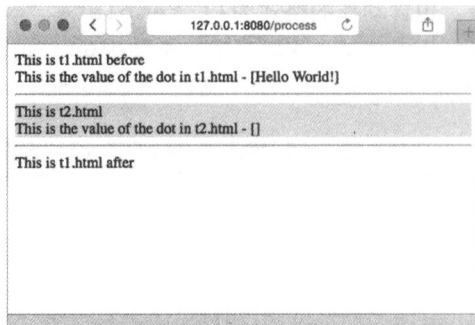 127.0.0.1:8080/process
This is t1.html before
This is the value of the dot in t1.html - [Hello World!]
This is t2.html
This is the value of the dot in t2.html - []
This is t1.html after